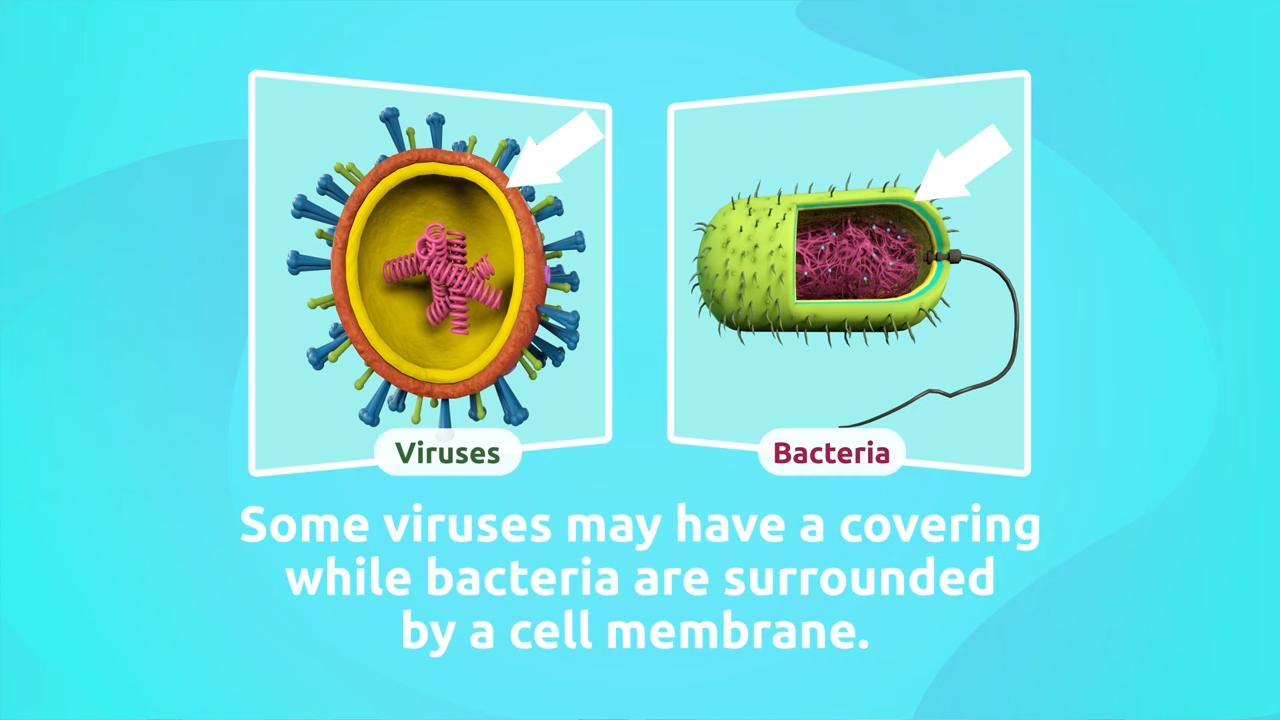 Viruses
Bacteria
Some viruses may have a covering
while bacteria are surrounded
by a cell membrane.